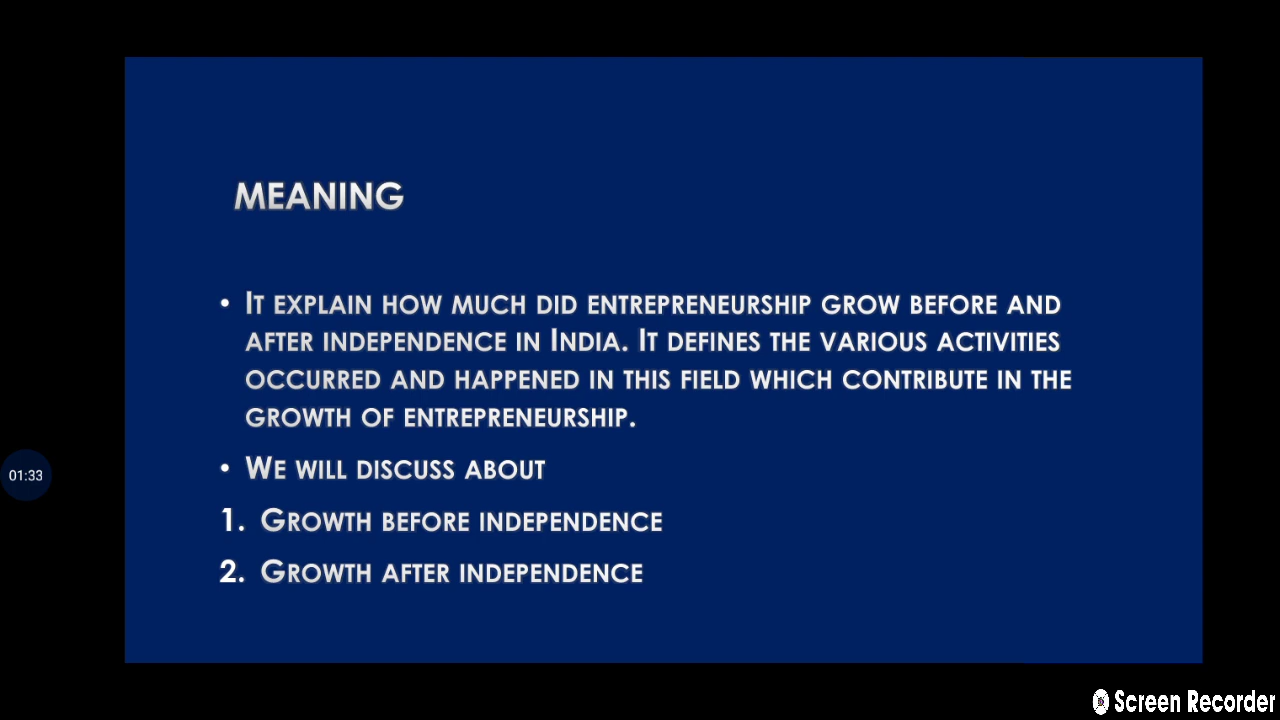 MEANING
• It explain how much did entrepreneurship grow before and
after independence in India. It defines the various activities
occurred and happened in this field which contribute in the
growth of entrepreneurship.
• We will discuss about
1. Growth before independence
2. Growth after independence
01:33
Screen Recorder